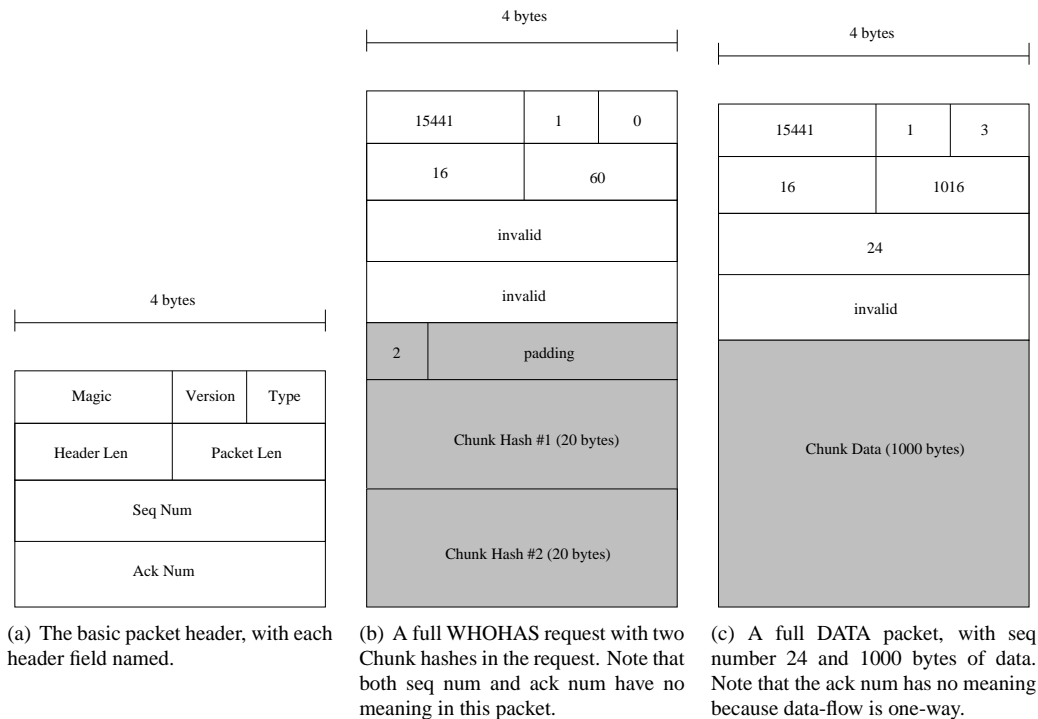 4 bytes
Magic Version Type
Header Len Packet Len
Seq Num
Ack Num
(a) The basic packet header, with each
header field named.
4 bytes
15441 1 0
16 60
invalid
invalid
2 padding
Chunk Hash #1 (20 bytes)
Chunk Hash #2 (20 bytes)
(b) A full WHOHAS request with two
Chunk hashes in the request. Note that
both seq num and ack num have no
meaning in this packet.
4 bytes
15441 1 3
16 1016
24
invalid
Chunk Data (1000 bytes)
(c) A full DATA packet, with seq
number 24 and 1000 bytes of data.
Note that the ack num has no meaning
because data-flow is one-way.